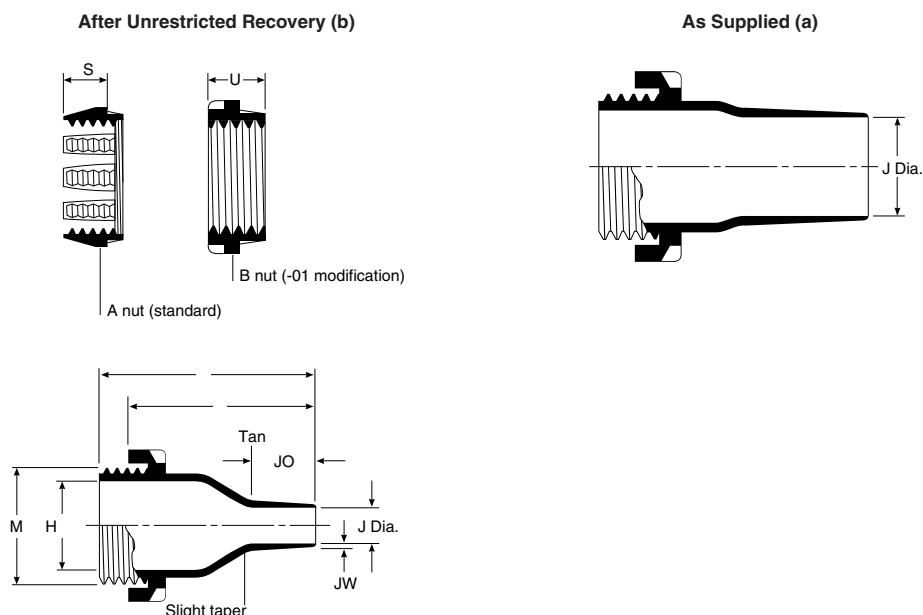 After Unrestricted Recovery (b)
As Supplied (a)
S
U
J Dia.
B nut (-01 modification)
A nut (standard)
Tan
JO
M
H
J Dia.
JW
Slight taper